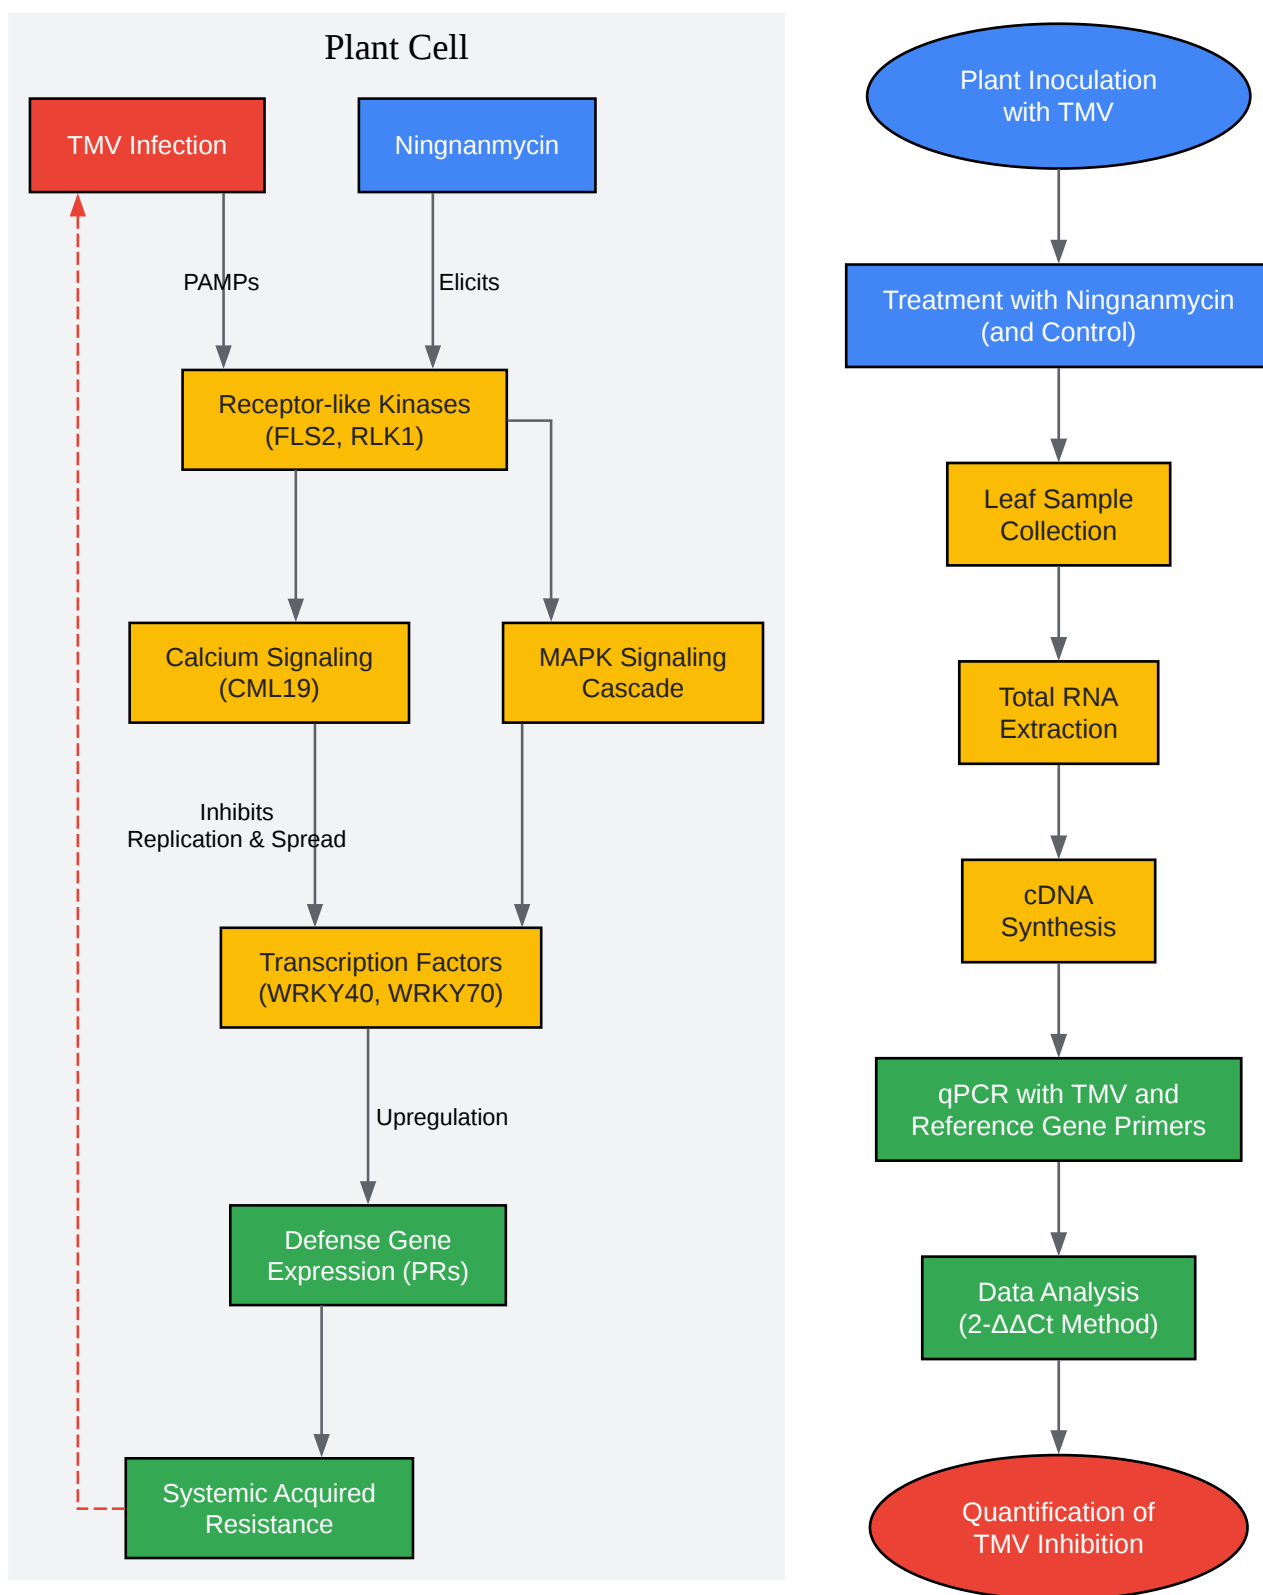 Plant Cell
TMV Infection
Ningnanmycin
PAMPs
Elicits
Receptor-like Kinases
(FLS2, RLK1)
Calcium Signaling
(CML19)
MAPK Signaling
Cascade
Inhibits
Replication & Spread
Transcription Factors
(WRKY40, WRKY70)
Upregulation
Defense Gene
Expression (PRs)
Systemic Acquired
Resistance
Plant Inoculation
with TMV
Treatment with Ningnanmycin
(and Control)
Leaf Sample
Collection
Total RNA
Extraction
cDNA
Synthesis
qPCR with TMV and
Reference Gene Primers
Data Analysis
(2-ΔΔCt Method)
Quantification of
TMV Inhibition